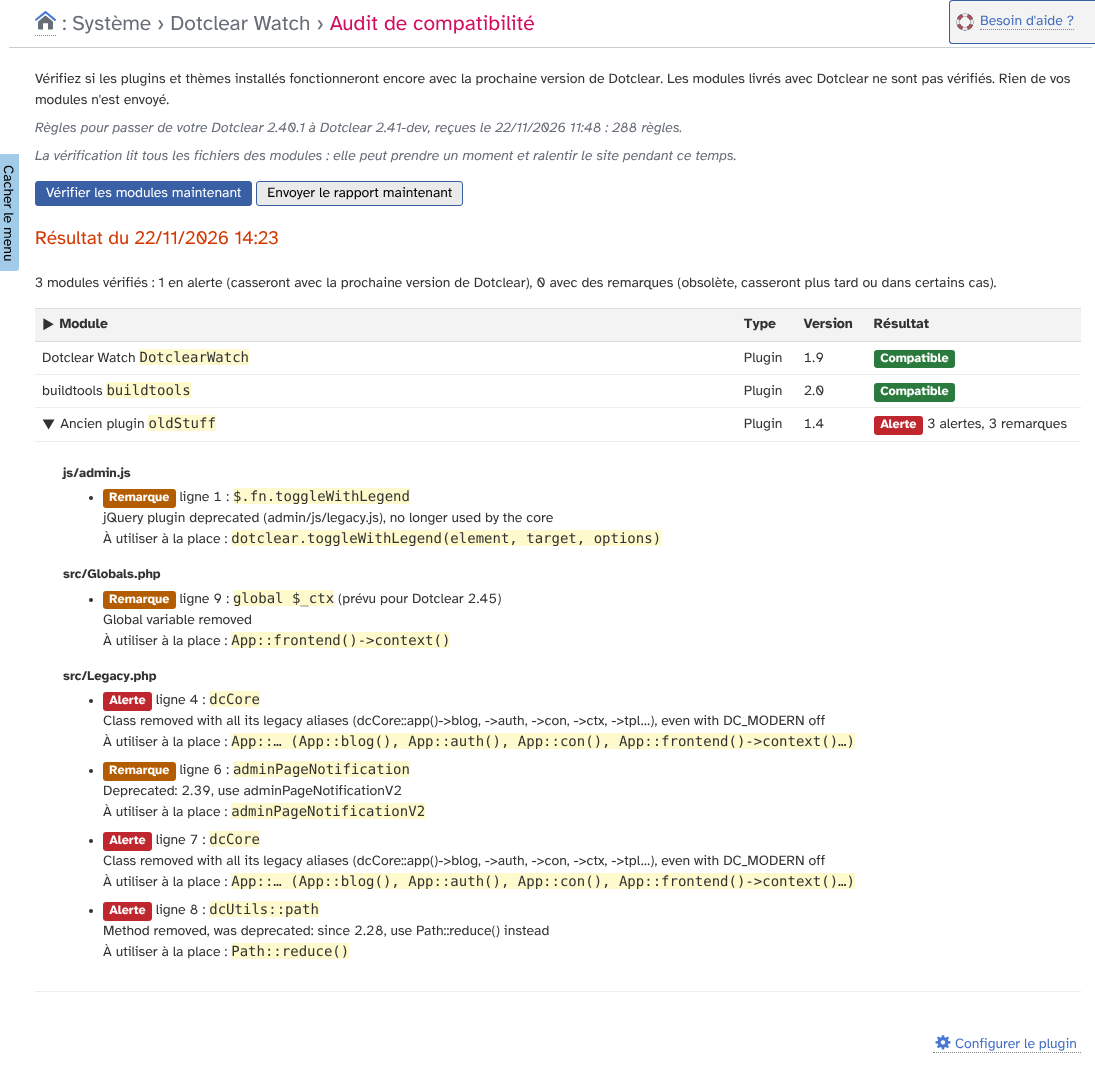 : Système › Dotclear Watch › Audit de compatibilité
Besoin d'aide ?
Vérifiez si les plugins et thèmes installés fonctionneront encore avec la prochaine version de Dotclear. Les modules livrés avec Dotclear ne sont pas vérifiés. Rien de vos
modules n'est envoyé.
Règles pour passer de votre Dotclear 2.40.1 à Dotclear 2.41-dev, reçues le 22/11/2026 11:48 : 288 règles.
La vérification lit tous les fichiers des modules : elle peut prendre un moment et ralentir le site pendant ce temps.
Cacher le menu
Vérifier les modules maintenant Envoyer le rapport maintenant
Résultat du 22/11/2026 14:23
3 modules vérifiés : 1 en alerte (casseront avec la prochaine version de Dotclear), 0 avec des remarques (obsolète, casseront plus tard ou dans certains cas).
Module Type Version Résultat
Dotclear Watch DotclearWatch Plugin 1.9 Compatible
buildtools buildtools Plugin 2.0 Compatible
Ancien plugin oldStuff Plugin 1.4 Alerte 3 alertes, 3 remarques
js/admin.js
Remarque ligne 1 : $.fn.toggleWithLegend
jQuery plugin deprecated (admin/js/legacy.js), no longer used by the core
À utiliser à la place : dotclear.toggleWithLegend(element, target, options)
src/Globals.php
Remarque ligne 9 : global $_ctx (prévu pour Dotclear 2.45)
Global variable removed
À utiliser à la place : App::frontend()->context()
src/Legacy.php
Alerte ligne 4 : dcCore
Class removed with all its legacy aliases (dcCore::app()->blog, ->auth, ->con, ->ctx, ->tpl…), even with DC_MODERN off
À utiliser à la place : App::… (App::blog(), App::auth(), App::con(), App::frontend()->context()…)
Remarque ligne 6 : adminPageNotification
Deprecated: 2.39, use adminPageNotificationV2
À utiliser à la place : adminPageNotificationV2
Alerte ligne 7 : dcCore
Class removed with all its legacy aliases (dcCore::app()->blog, ->auth, ->con, ->ctx, ->tpl…), even with DC_MODERN off
À utiliser à la place : App::… (App::blog(), App::auth(), App::con(), App::frontend()->context()…)
Alerte ligne 8 : dcUtils::path
Method removed, was deprecated: since 2.28, use Path::reduce() instead
À utiliser à la place : Path::reduce()
Configurer le plugin